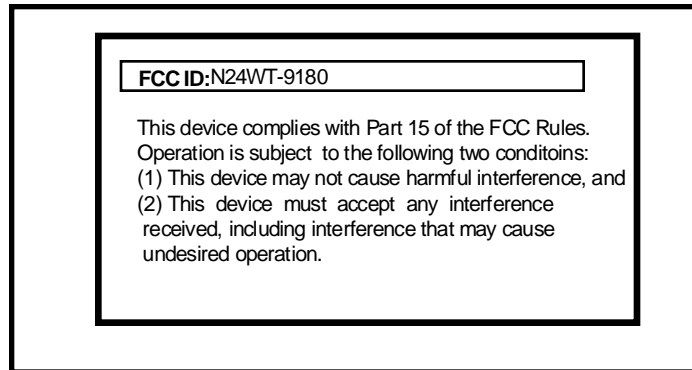 FCC ID:N24WT-9180
This device complies with Part 15 of the FCC Rules.
Operation is subject to the following two conditoins:
(1) This device may not cause harmful interference, and
(2) This device must accept any interference
received, including interference that may cause
undesired operation.